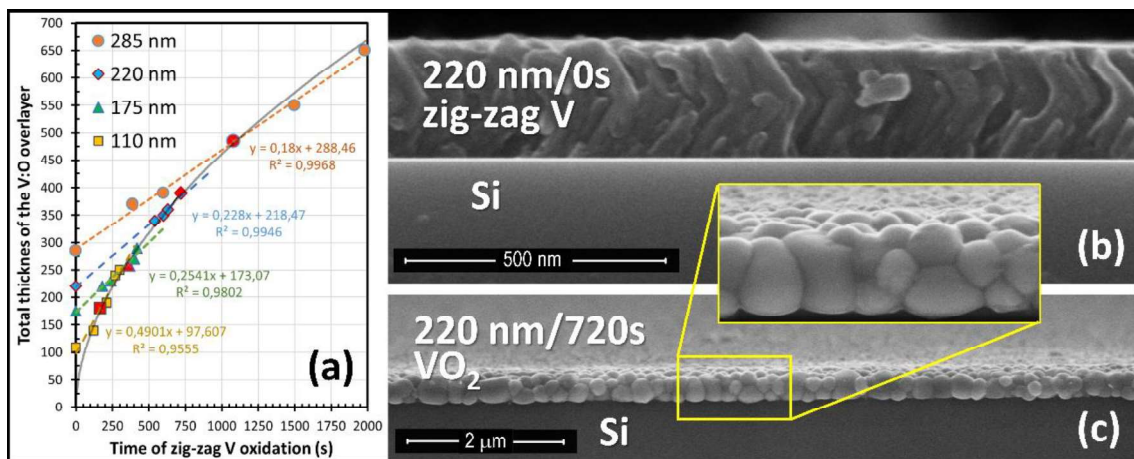 Total thicknes of the V:O overlayer
700
650
600
550
500
450
400
350
300
250
200
150
100
50
0
285 nm
220 nm
175 nm
110 nm
y = 0,18x + 288,46
R² = 0,9968
y = 0,228x + 218,47
R² = 0,9946
y = 0,2541x + 173,07
R² = 0,9802
y = 0,4901x + 97,607
R² = 0,9555
(a)
0 250 500 750 1000 1250 1500 1750 2000
Time of zig-zag V oxidation (s)
220 nm/0s
zig-zag V
Si
500 nm
(b)
220 nm/720s
VO₂
Si
2 μm
(c)